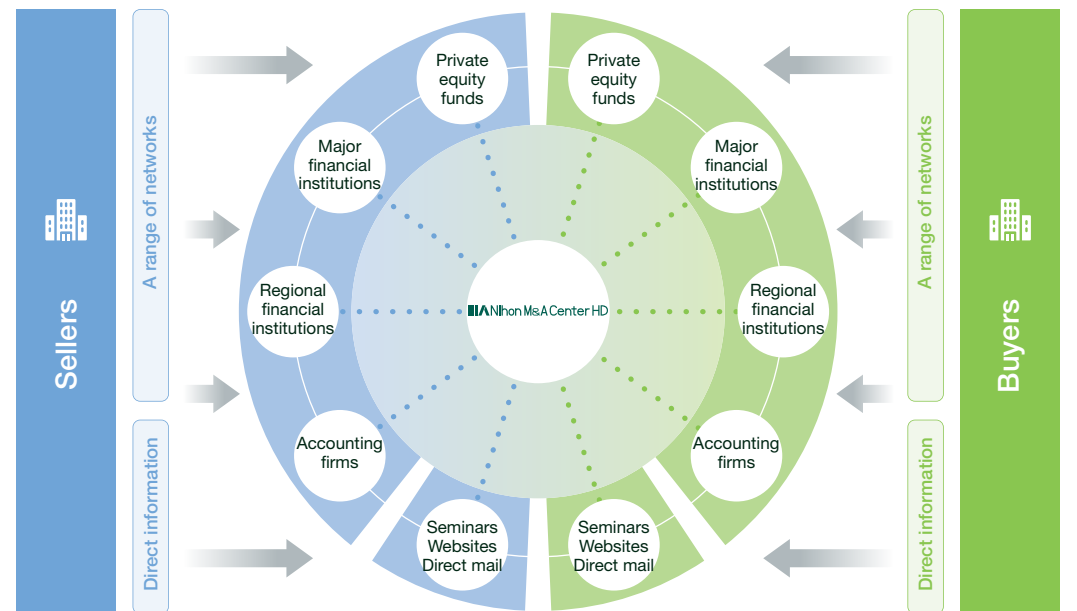 Sellers
A range of networks
Direct information
Private
equity
funds
Major
financial
institutions
Regional
financial
institutions
Accounting
firms
Seminars
Websites
Direct mail
Nihon M&A Center HD
Private
equity
funds
Major
financial
institutions
Regional
financial
institutions
Accounting
firms
Seminars
Websites
Direct mail
A range of networks
Direct information
Buyers